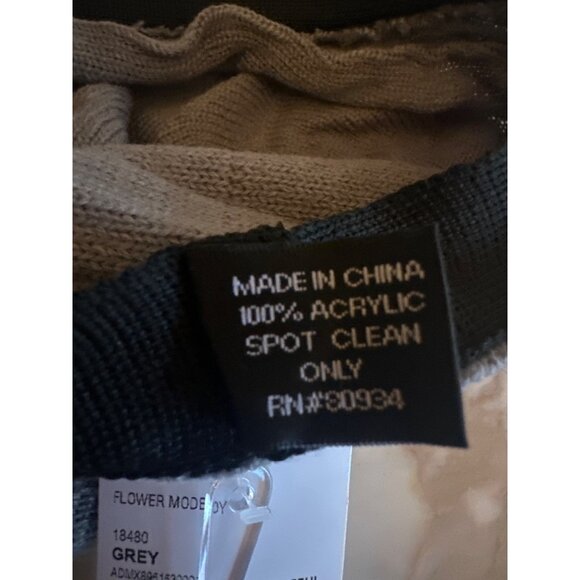 MADE IN CHINA
100% ACRYLIC
SPOT CLEAN
ONLY
RN#80934
FLOWER MODE
18480
GREY